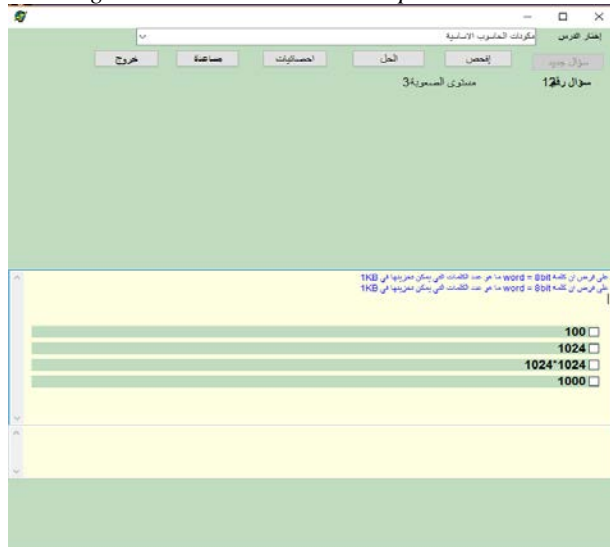 إختار الدرس مكونات الحاسوب الاساسية
سؤال جديد إفحص الحل احصائيات مساعدة خروج
سؤال رقم12 مستوى الصعوبة3
على فرض ان كلمة word = 8bit ما هو عدد الكلمات التي يمكن تخزينها في 1KB
على فرض ان كلمة word = 8bit ما هو عدد الكلمات التي يمكن تخزينها في 1KB
100
1024
1024*1024
1000